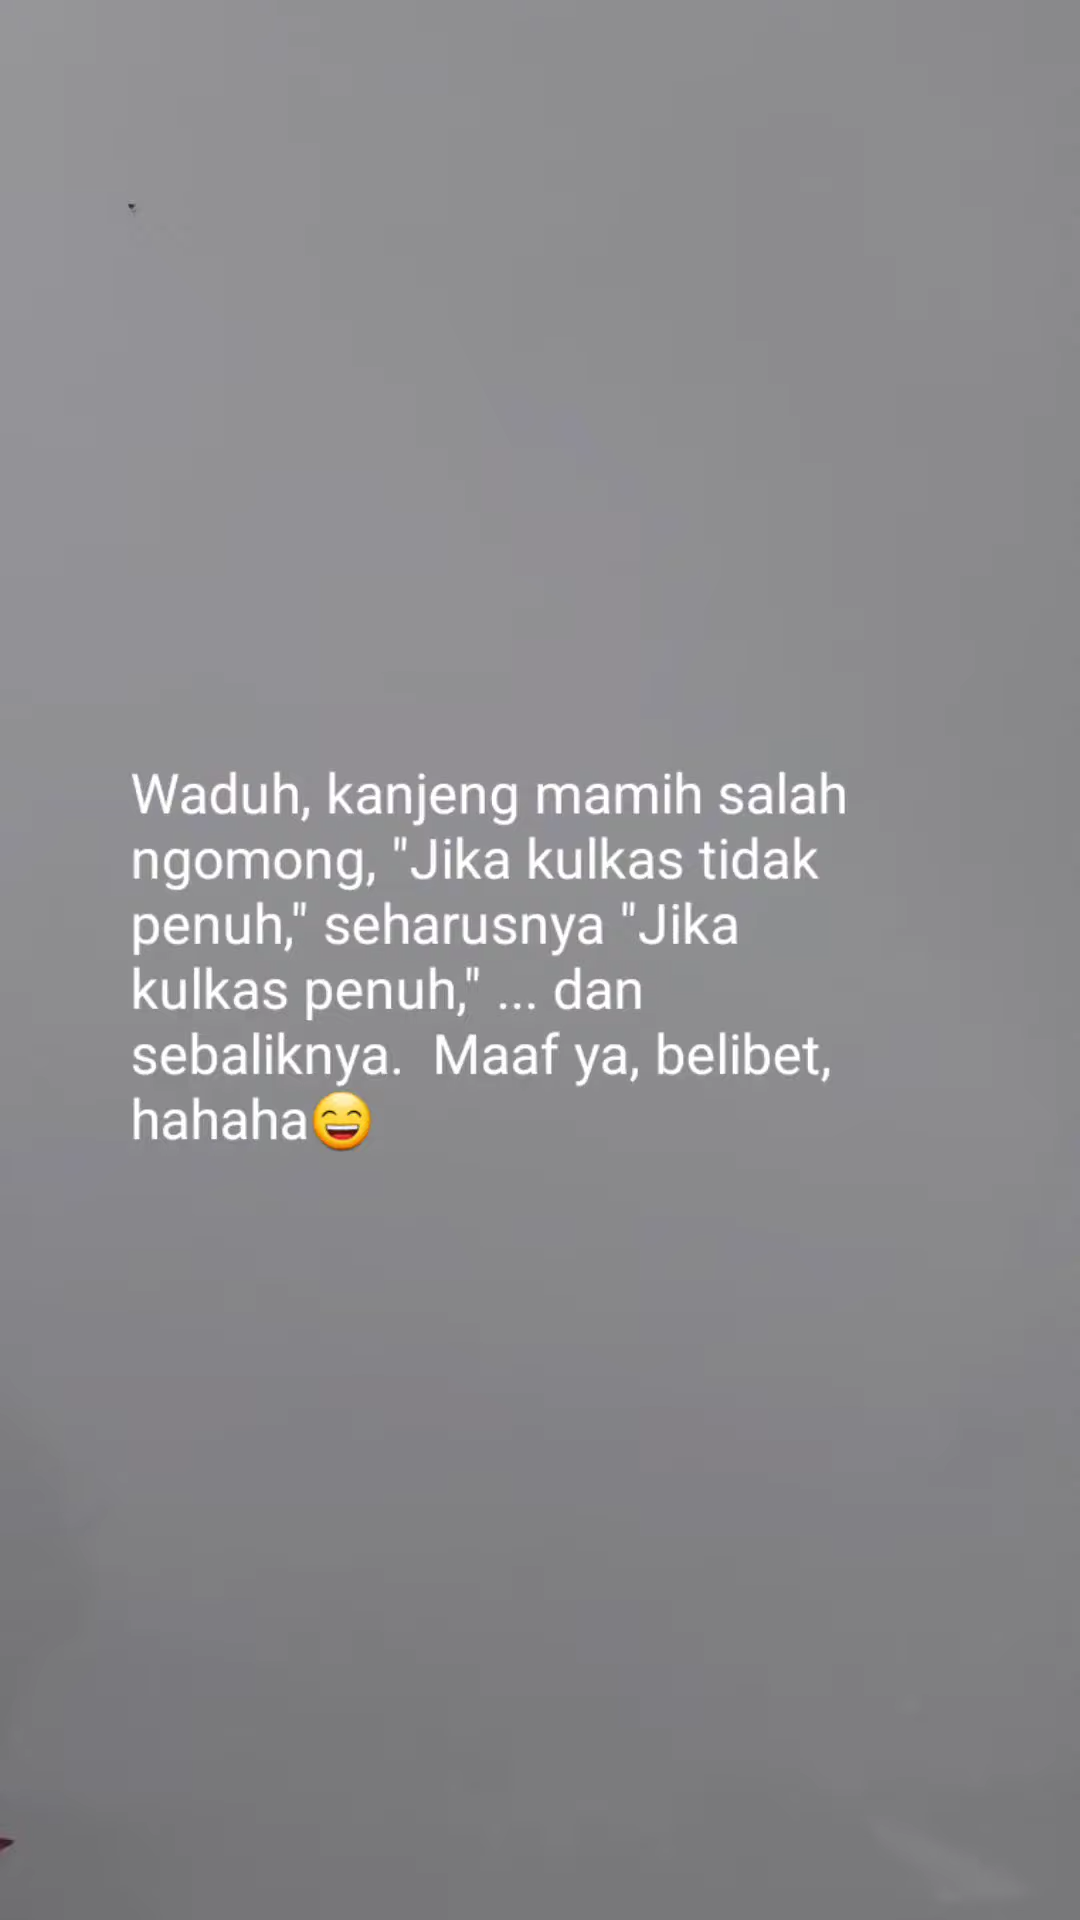 Waduh, kanjeng mamih salah
ngomong, "Jika kulkas tidak
penuh," seharusnya "Jika
kulkas penuh," ... dan
sebaliknya.  Maaf ya, belibet,
hahaha😄